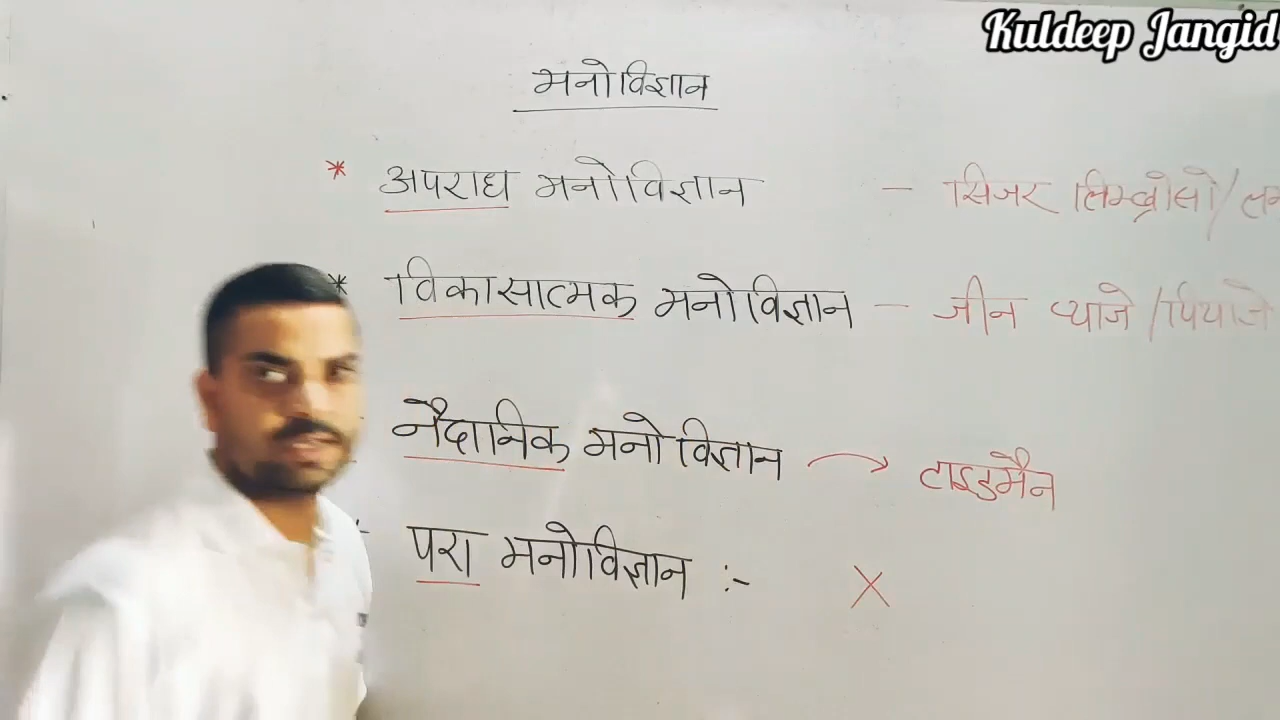 Kuldeep Jangid
मनोविज्ञान
* अपराध मनोविज्ञान - सिजर लिम्ब्रोसो/
* विकासात्मक मनोविज्ञान - जीन प्याजे/पियाजे
नैदानिक मनोविज्ञान → टाइडमैन
परा मनोविज्ञान :- X